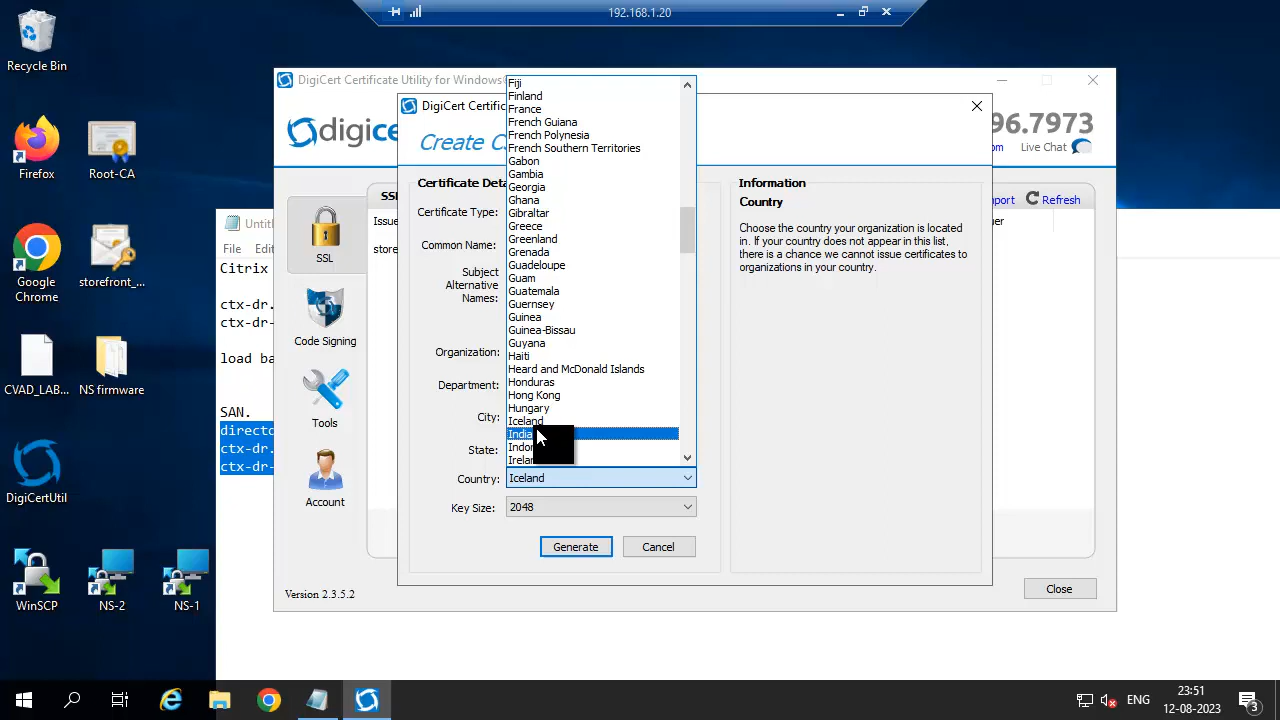 192.168.1.20
Recycle Bin
Firefox
Root-CA
Google
Chrome
storefront_...
CVAD_LAB...
NS firmware
DigiCertUtil
WinSCP
NS-2
NS-1
DigiCert Certificate Utility for Windows
96.7973
Live Chat
Refresh
SSL
Code Signing
Tools
Account
Version 2.3.5.2
Close
File
Citrix
SAN.
DigiCert
Certificate Type:
Common Name:
Subject
Alternative
Names:
Organization:
Department:
City:
State:
Country:
Iceland
Key Size:
2048
Generate
Cancel
Fiji
Finland
France
French Guiana
French Polynesia
French Southern Territories
Gabon
Gambia
Georgia
Ghana
Gibraltar
Greece
Greenland
Grenada
Guadeloupe
Guam
Guatemala
Guernsey
Guinea
Guinea-Bissau
Guyana
Haiti
Heard and McDonald Islands
Honduras
Hong Kong
Hungary
Iceland
India
Information
Country
Choose the country your organization is located
in. If your country does not appear in this list,
there is a chance we cannot issue certificates to
organizations in your country.
ENG
23:51
12-08-2023
3